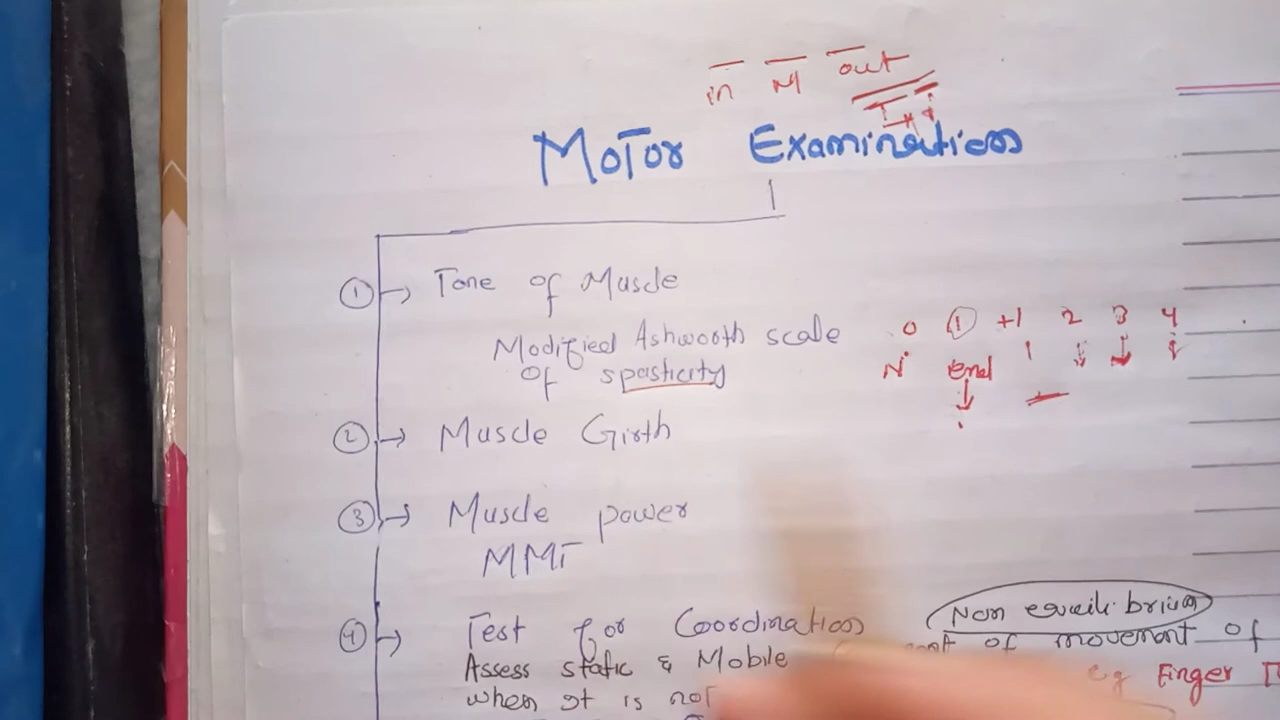 in M out
Motor Examination
1 → Tone of Muscle
Modified Ashworth scale
of spasticity
0 1 +1 2 3 4
N end
2 → Muscle Girth
3 → Muscle power
MMT
4 → Test for Coordination
Non equilibrium
Assess static & Mobile
of movement of
when it is not
eg Finger